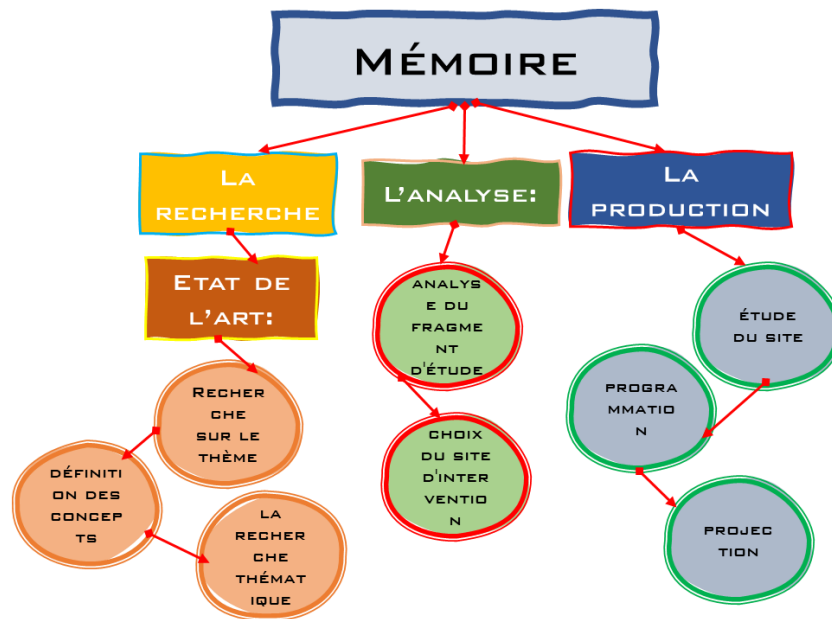 MÉMOIRE
LA
RECHERCHE
L'ANALYSE:
LA
PRODUCTION
ETAT DE
L'ART:
ANALYS
E DU
FRAGME
NT
D'ÉTUDE
ÉTUDE
DU SITE
RECHER
CHE
SUR LE
THÈME
PROGRA
MMATIO
N
CHOIX
DU SITE
D'INTER
VENTIO
N
DÉFINITI
ON DES
CONCEP
TS
LA
RECHER
CHE
THÉMAT
IQUE
PROJEC
TION